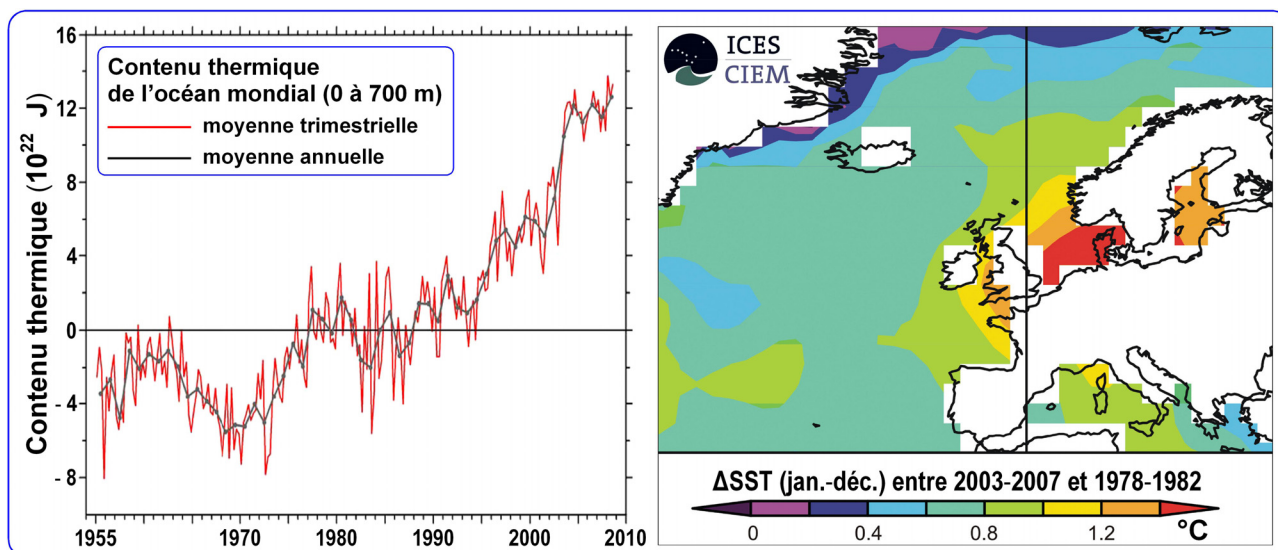 16
12
8
4
0
- 4
- 8
Contenu thermique (10²² J)
Contenu thermique
de l'océan mondial (0 à 700 m)
moyenne trimestrielle
moyenne annuelle
1955
1970
1980
1990
2000
2010
ICES
CIEM
ΔSST (jan.-déc.) entre 2003-2007 et 1978-1982
0
0.4
0.8
1.2
°C